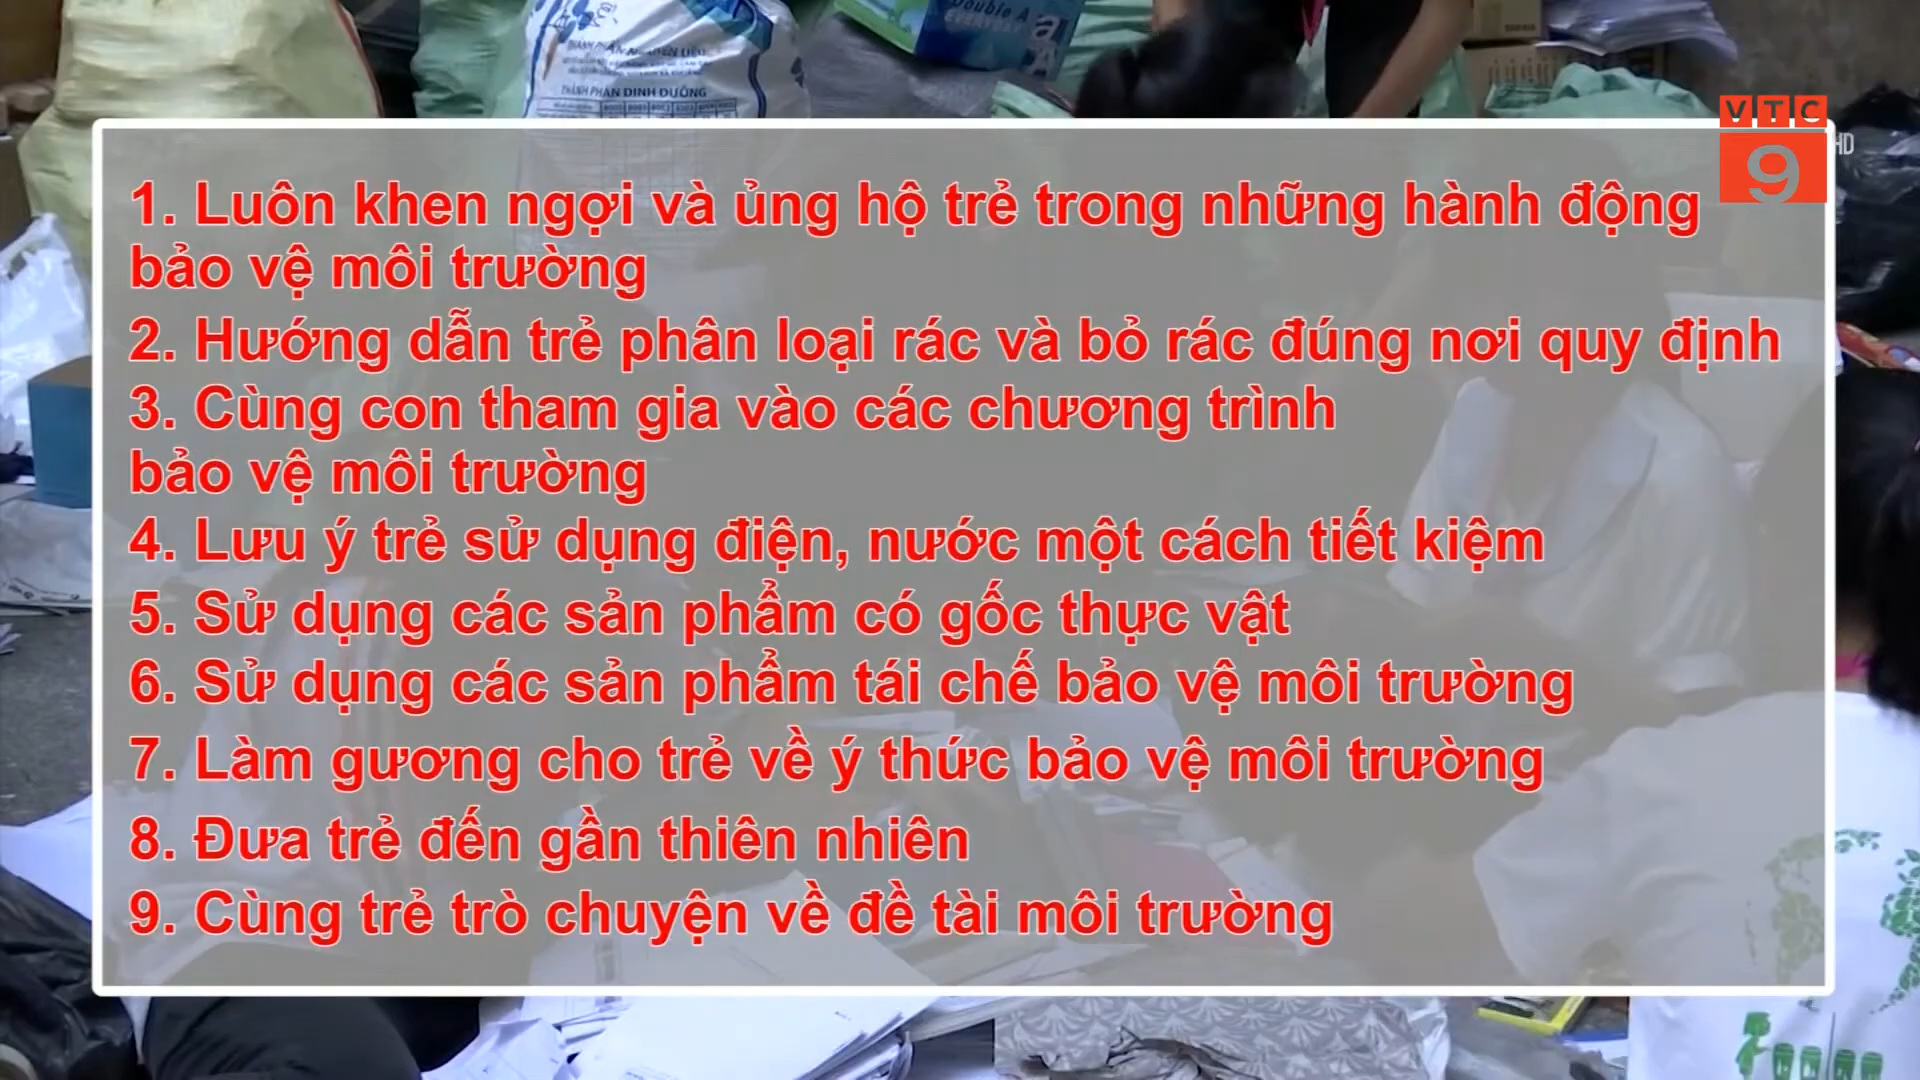 Double A
THÀNH PHẦN DINH DƯỠNG
VTC
9
HD
1. Luôn khen ngợi và ủng hộ trẻ trong những hành động
bảo vệ môi trường
2. Hướng dẫn trẻ phân loại rác và bỏ rác đúng nơi quy định
3. Cùng con tham gia vào các chương trình
bảo vệ môi trường
4. Lưu ý trẻ sử dụng điện, nước một cách tiết kiệm
5. Sử dụng các sản phẩm có gốc thực vật
6. Sử dụng các sản phẩm tái chế bảo vệ môi trường
7. Làm gương cho trẻ về ý thức bảo vệ môi trường
8. Đưa trẻ đến gần thiên nhiên
9. Cùng trẻ trò chuyện về đề tài môi trường